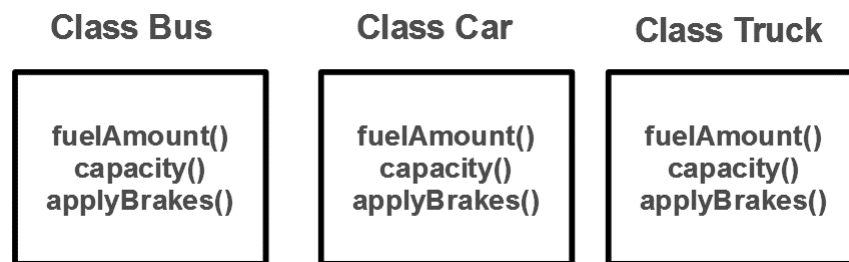 Class Bus
fuelAmount()
capacity()
applyBrakes()
Class Car
fuelAmount()
capacity()
applyBrakes()
Class Truck
fuelAmount()
capacity()
applyBrakes()